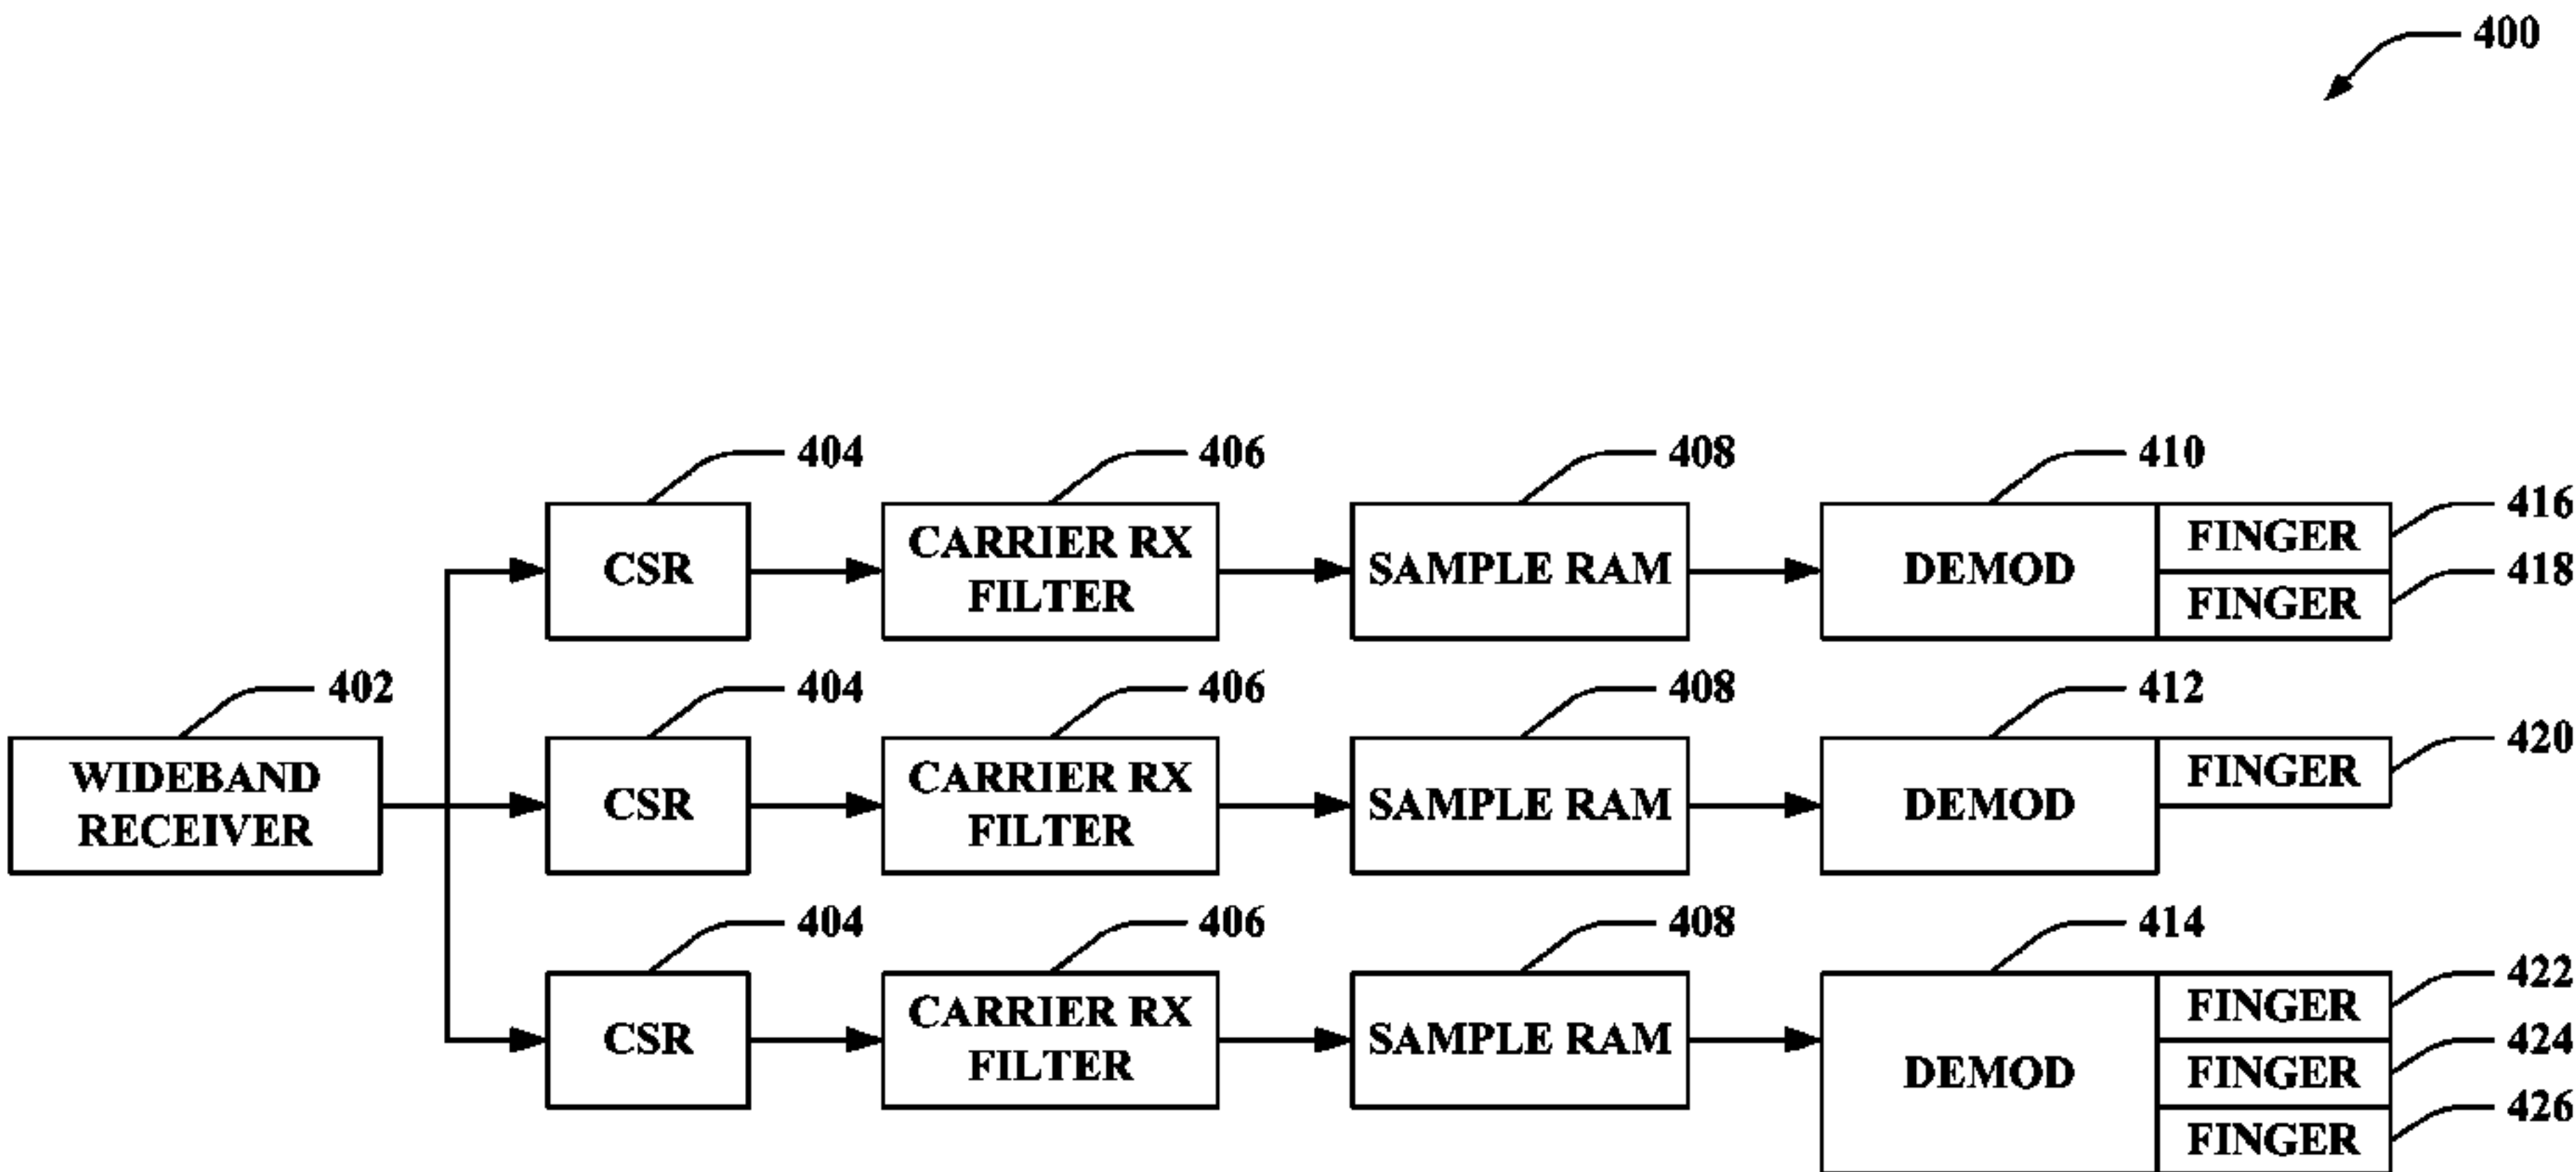 400
404
406
408
410
416
CSR
CARRIER RX
FILTER
SAMPLE RAM
DEMOD
FINGER
FINGER
418
402
404
406
408
412
420
WIDEBAND
RECEIVER
CSR
CARRIER RX
FILTER
SAMPLE RAM
DEMOD
FINGER
404
406
408
414
422
CSR
CARRIER RX
FILTER
SAMPLE RAM
DEMOD
FINGER
FINGER
424
FINGER
426